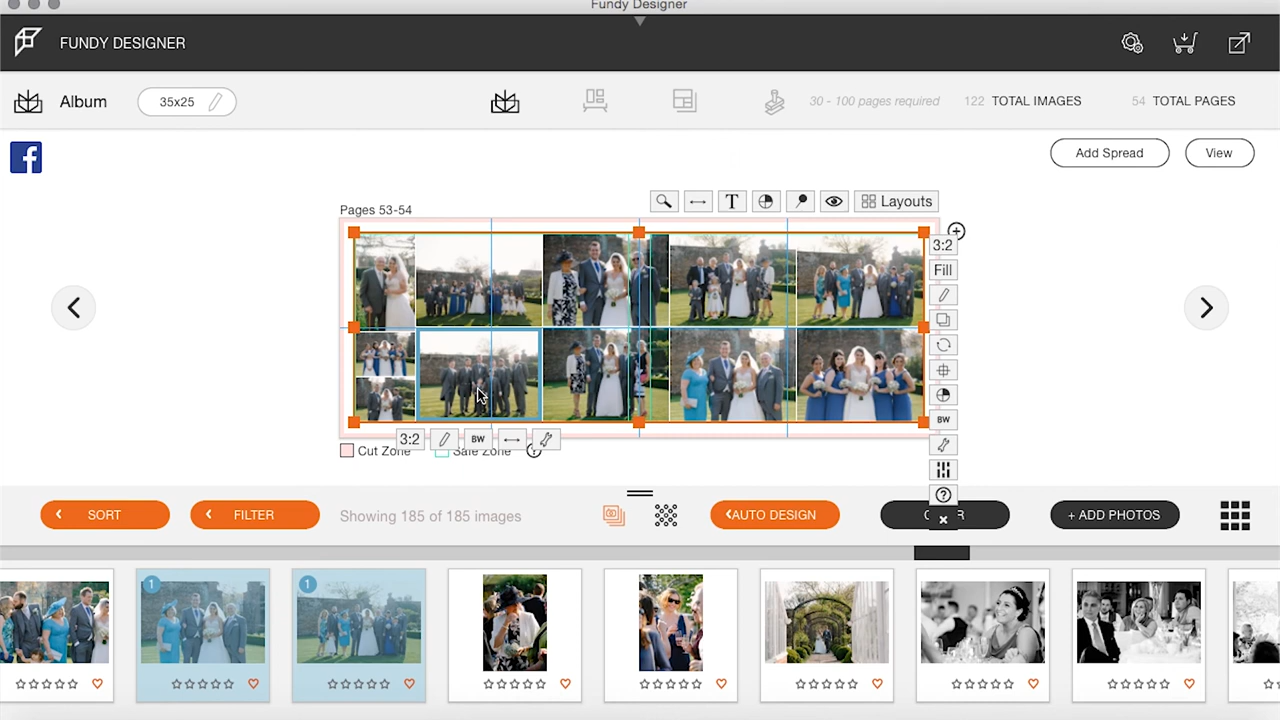 Fundy Designer
FUNDY DESIGNER
Album
35x25
30 - 100 pages required
122 TOTAL IMAGES
54 TOTAL PAGES
Add Spread
View
Pages 53-54
T
Layouts
3:2
Fill
BW
3:2
BW
Cut Zone
Safe Zone
?
?
SORT
FILTER
Showing 185 of 185 images
AUTO DESIGN
+ ADD PHOTOS
1
1